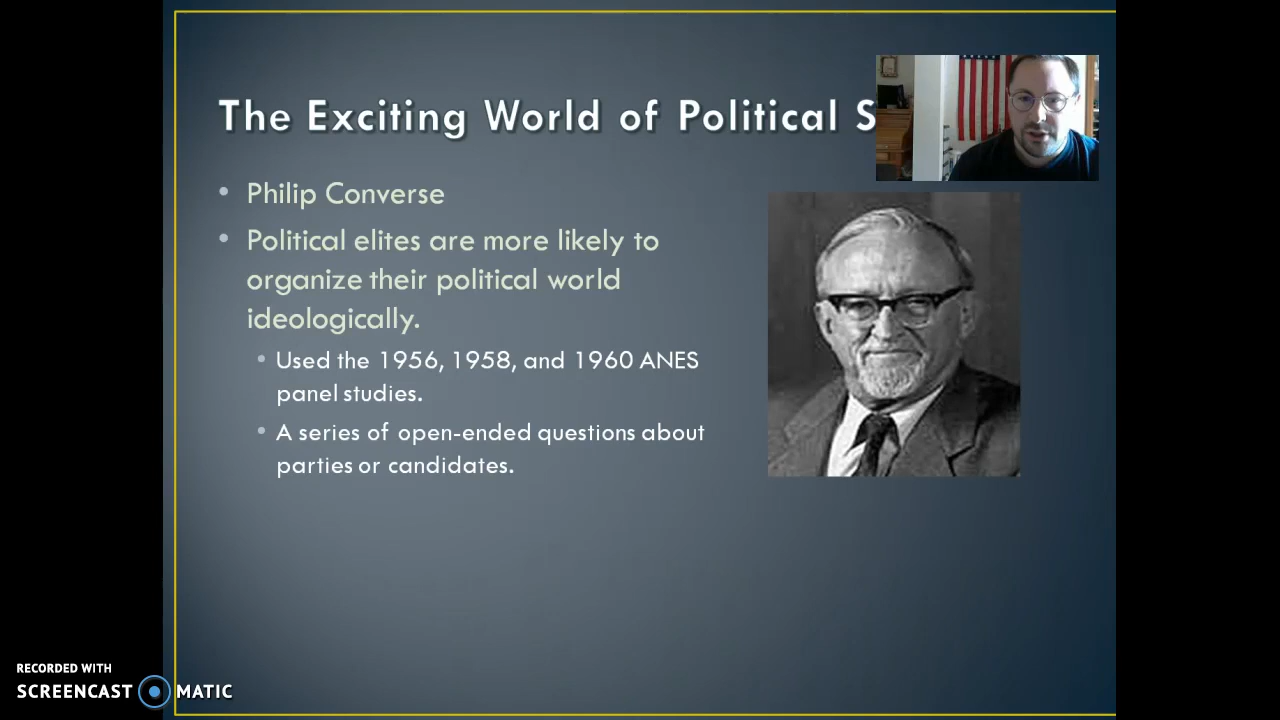 The Exciting World of Political S
• Philip Converse
• Political elites are more likely to
organize their political world
ideologically.
• Used the 1956, 1958, and 1960 ANES
panel studies.
• A series of open-ended questions about
parties or candidates.
RECORDED WITH
SCREENCAST MATIC